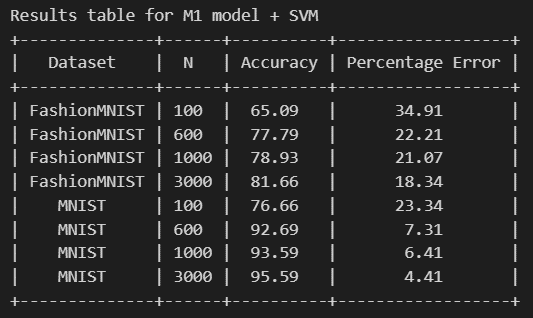 Results table for M1 model + SVM
+--------------+------+----------+------------------+
|   Dataset    |  N   | Accuracy | Percentage Error |
+--------------+------+----------+------------------+
| FashionMNIST | 100  |  65.09   |      34.91       |
| FashionMNIST | 600  |  77.79   |      22.21       |
| FashionMNIST | 1000 |  78.93   |      21.07       |
| FashionMNIST | 3000 |  81.66   |      18.34       |
|    MNIST     | 100  |  76.66   |      23.34       |
|    MNIST     | 600  |  92.69   |       7.31       |
|    MNIST     | 1000 |  93.59   |       6.41       |
|    MNIST     | 3000 |  95.59   |       4.41       |
+--------------+------+----------+------------------+